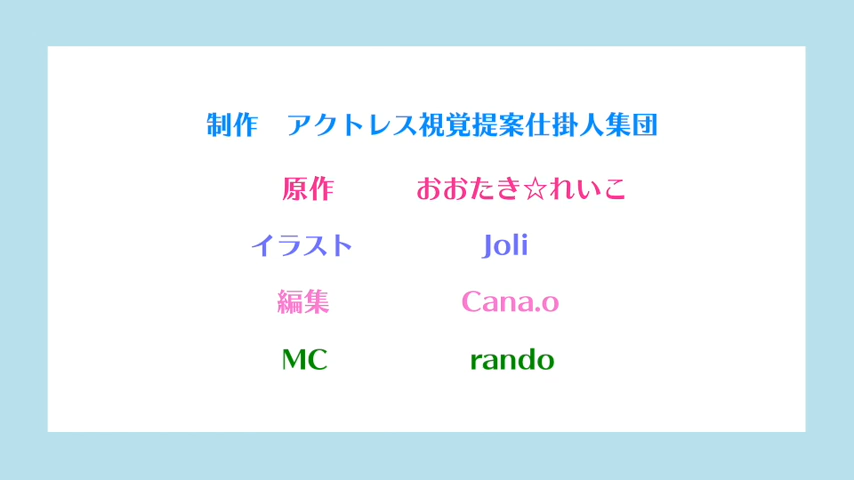 制作　アクトレス視覚提案仕掛人集団
原作　おおたき☆れいこ
イラスト　Joli
編集　Cana.o
MC　rando